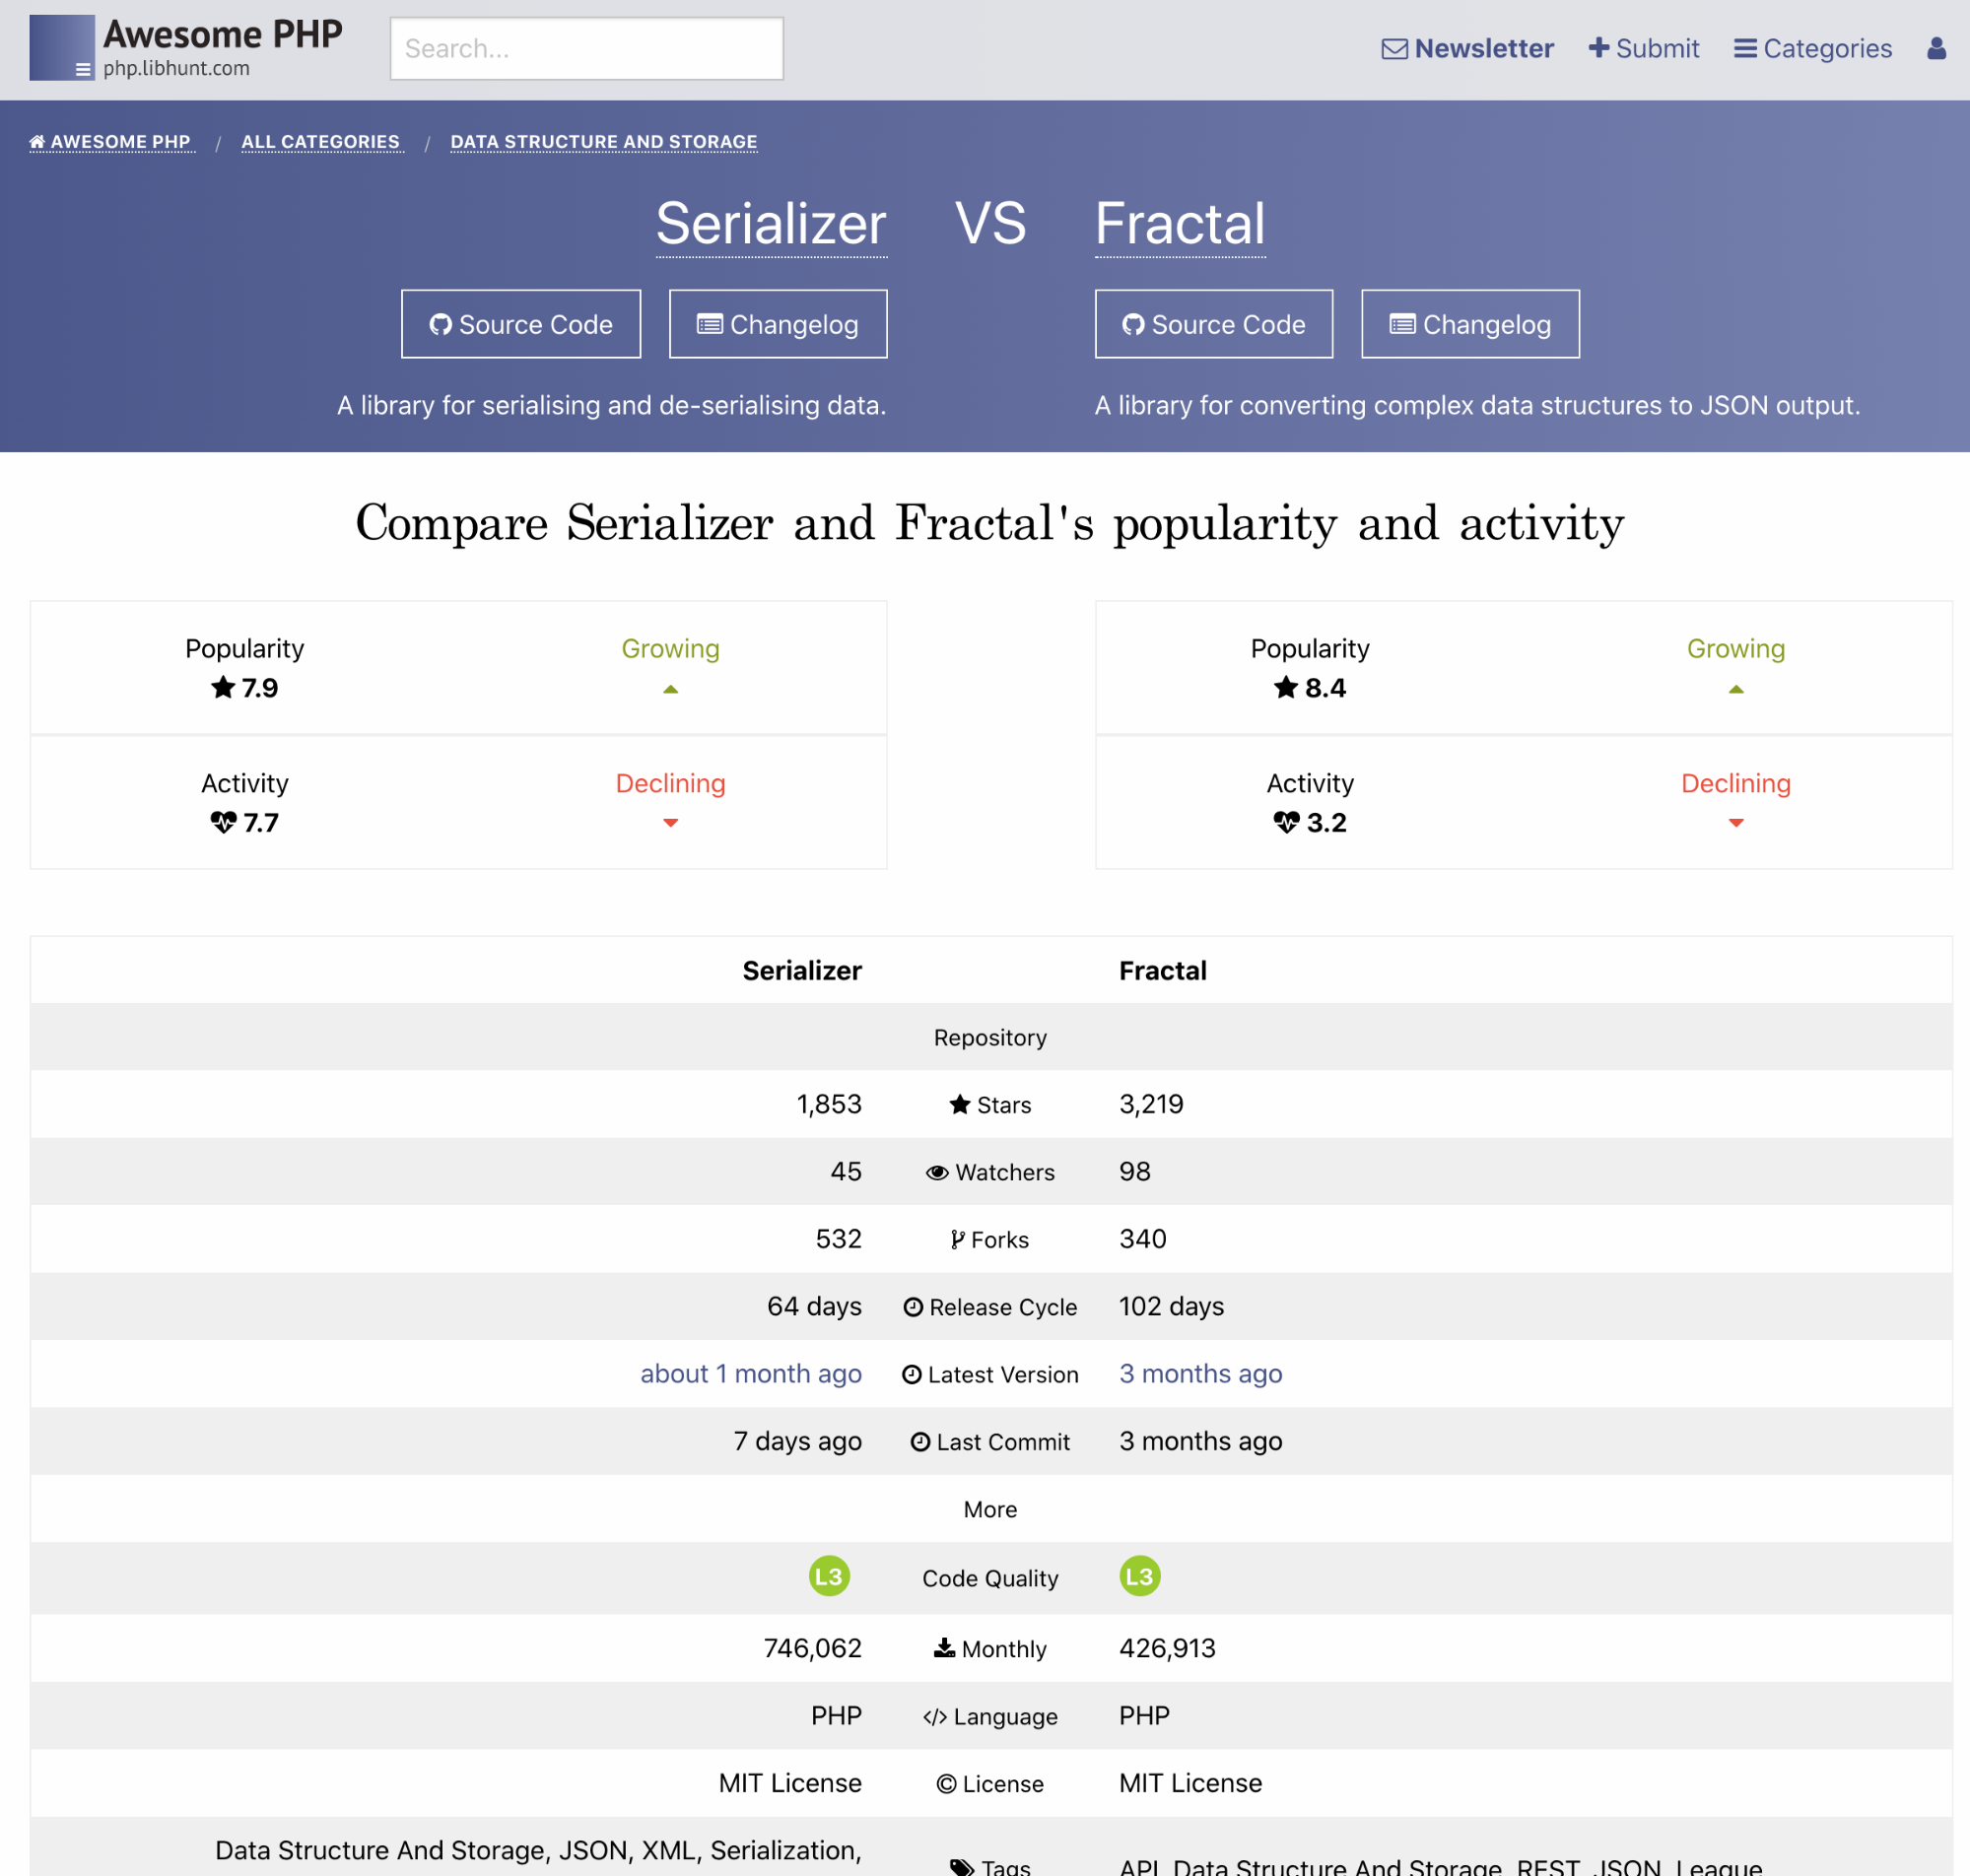 Awesome PHP
php.libhunt.com
Search...
Newsletter
Submit
Categories
AWESOME PHP / ALL CATEGORIES / DATA STRUCTURE AND STORAGE
Serializer VS Fractal
Source Code Changelog Source Code Changelog
A library for serialising and de-serialising data. A library for converting complex data structures to JSON output.
Compare Serializer and Fractal's popularity and activity
Popularity Growing Popularity Growing
7.9 8.4
Activity Declining Activity Declining
7.7 3.2
Serializer Fractal
Repository
1,853 Stars 3,219
45 Watchers 98
532 Forks 340
64 days Release Cycle 102 days
about 1 month ago Latest Version 3 months ago
7 days ago Last Commit 3 months ago
More
L3 Code Quality L3
746,062 Monthly 426,913
PHP </> Language PHP
MIT License © License MIT License
Data Structure And Storage, JSON, XML, Serialization,
Tags API, Data Structure And Storage, REST, JSON, League